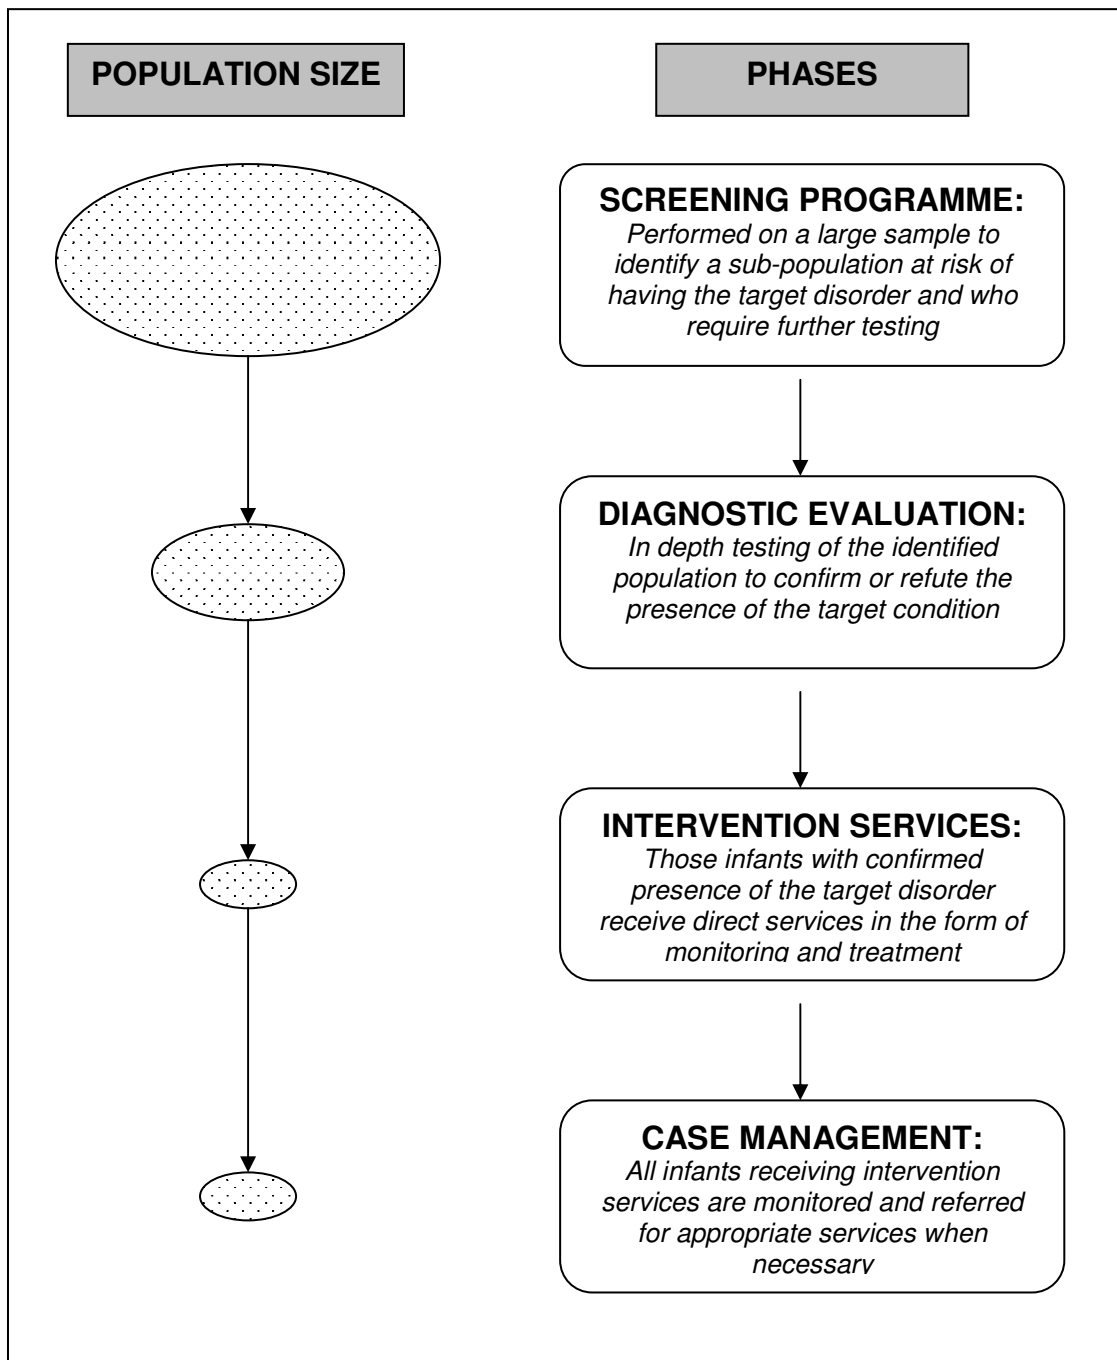 POPULATION SIZE
PHASES
SCREENING PROGRAMME:
Performed on a large sample to
identify a sub-population at risk of
having the target disorder and who
require further testing
DIAGNOSTIC EVALUATION:
In depth testing of the identified
population to confirm or refute the
presence of the target condition
INTERVENTION SERVICES:
Those infants with confirmed
presence of the target disorder
receive direct services in the form of
monitoring and treatment
CASE MANAGEMENT:
All infants receiving intervention
services are monitored and referred
for appropriate services when
necessary